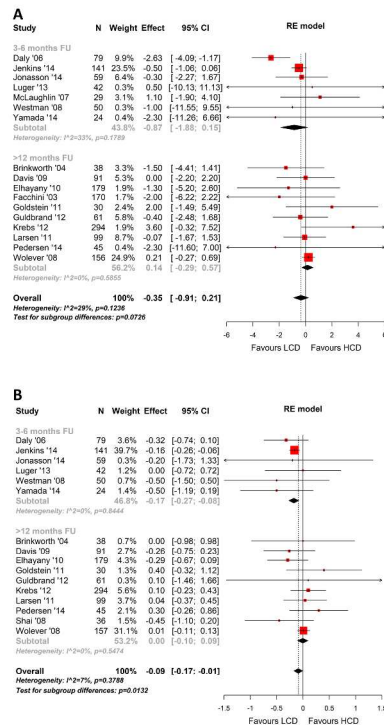 A
Study N Weight Effect 95% CI RE model
3-6 months FU
Daly '06 79 9.9% -2.63 [ -4.09; -1.17]
Jenkins '14 141 23.5% -0.50 [ -1.06; 0.06]
Jonasson '14 59 6.4% -0.30 [ -2.27; 1.67]
Luger '13 42 0.3% 0.50 [-10.13; 11.13]
McLaughlin '07 29 3.1% 1.10 [ -1.90; 4.10]
Westman '08 50 0.3% -1.00 [-11.55; 9.55]
Yamada '14 24 0.3% -2.30 [-11.26; 6.66]
Subtotal 43.8% -0.87 [ -1.88; 0.15]
Heterogeneity: I^2=33%, p=0.1789
>12 months FU
Brinkworth '04 38 3.3% -1.50 [ -4.41; 1.41]
Davis '09 91 5.3% 0.00 [ -2.20; 2.20]
Elhayany '10 179 1.9% -1.30 [ -5.20; 2.60]
Facchini '03 170 1.7% -2.00 [ -6.22; 2.22]
Goldstein '11 30 2.4% 2.00 [ -1.49; 5.49]
Guldbrand '12 61 5.8% -0.40 [ -2.48; 1.68]
Krebs '12 294 1.9% 3.60 [ -0.32; 7.52]
Larsen '11 99 8.7% -0.07 [ -1.67; 1.53]
Pedersen '14 45 0.4% -2.30 [-11.60; 7.00]
Wolever '08 156 24.9% 0.21 [ -0.27; 0.69]
Subtotal 56.2% 0.14 [ -0.29; 0.57]
Heterogeneity: I^2=0%, p=0.5855
Overall 100% -0.35 [ -0.91; 0.21]
Heterogeneity: I^2=29%, p=0.1236
Test for subgroup differences: p=0.0726
-6 -4 -2 0 2 4 6
Favours LCD Favours HCD
B
Study N Weight Effect 95% CI RE model
3-6 months FU
Daly '06 79 3.6% -0.32 [-0.74; 0.10]
Jenkins '14 141 39.7% -0.16 [-0.26; -0.06]
Jonasson '14 59 0.3% -0.20 [-1.73; 1.33]
Luger '13 42 1.2% 0.00 [-0.72; 0.72]
Westman '08 50 0.7% -0.50 [-1.50; 0.50]
Yamada '14 24 0.4% -0.50 [-1.19; 0.19]
Subtotal 46.8% -0.17 [-0.27; -0.08]
Heterogeneity: I^2=0%, p=0.8444
>12 months FU
Brinkworth '04 38 0.7% 0.00 [-0.98; 0.98]
Davis '09 91 2.7% -0.26 [-0.75; 0.23]
Elhayany '10 179 4.3% -0.29 [-0.67; 0.09]
Goldstein '11 30 1.3% 0.40 [-0.32; 1.12]
Guldbrand '12 61 0.3% 0.10 [-1.46; 1.66]
Krebs '12 294 5.6% 0.10 [-0.23; 0.43]
Larsen '11 99 3.7% 0.04 [-0.37; 0.45]
Pedersen '14 45 2.1% 0.30 [-0.26; 0.86]
Shai '08 36 1.5% -0.45 [-1.10; 0.20]
Wolever '08 157 31.1% 0.01 [-0.11; 0.13]
Subtotal 53.2% 0.00 [-0.10; 0.09]
Heterogeneity: I^2=0%, p=0.5474
Overall 100% -0.09 [-0.17; -0.01]
Heterogeneity: I^2=7%, p=0.3788
Test for subgroup differences: p=0.0132
-1.5 -1 -0.5 0 0.5 1 1.5
Favours LCD Favours HCD